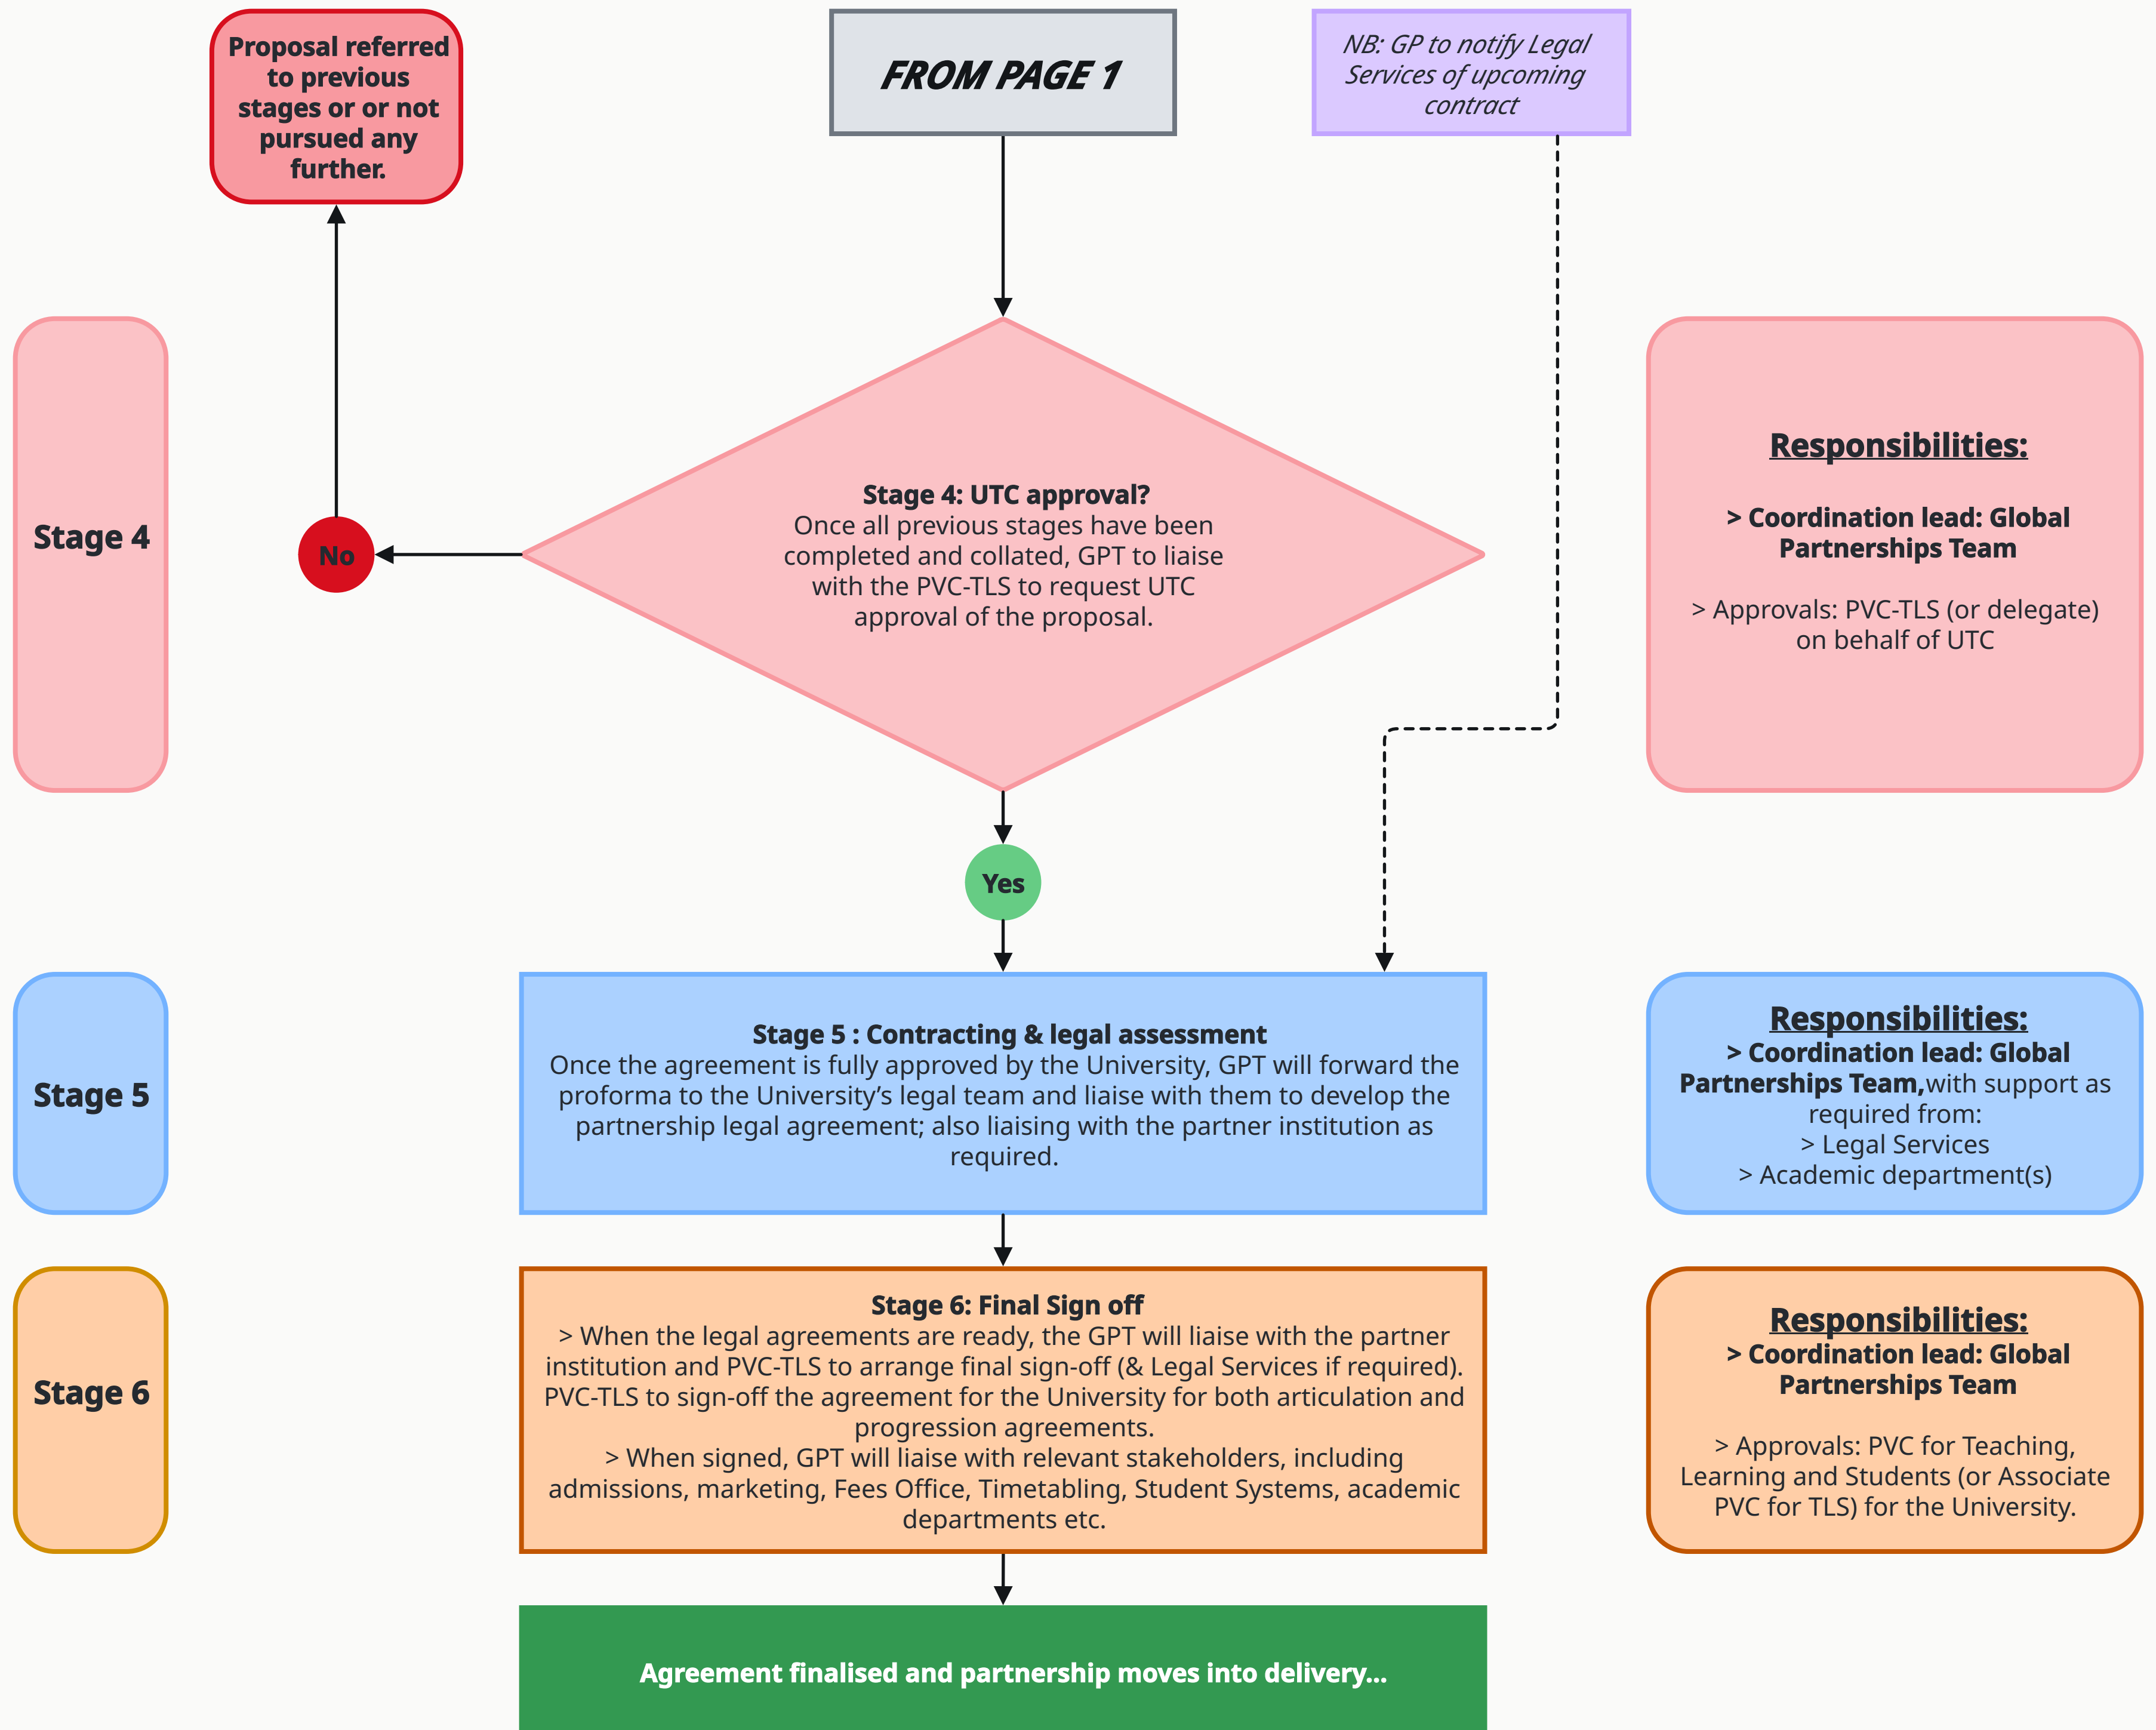 Proposal referred
to previous
stages or or not
pursued any
further.
FROM PAGE 1
NB: GP to notify Legal
Services of upcoming
contract
Stage 4
No
Stage 4: UTC approval?
Once all previous stages have been
completed and collated, GPT to liaise
with the PVC-TLS to request UTC
approval of the proposal.
Responsibilities:
> Coordination lead: Global
Partnerships Team
> Approvals: PVC-TLS (or delegate)
on behalf of UTC
Yes
Stage 5
Stage 5 : Contracting & legal assessment
Once the agreement is fully approved by the University, GPT will forward the
proforma to the University’s legal team and liaise with them to develop the
partnership legal agreement; also liaising with the partner institution as
required.
Responsibilities:
> Coordination lead: Global
Partnerships Team,with support as
required from:
> Legal Services
> Academic department(s)
Stage 6
Stage 6: Final Sign off
> When the legal agreements are ready, the GPT will liaise with the partner
institution and PVC-TLS to arrange final sign-off (& Legal Services if required).
PVC-TLS to sign-off the agreement for the University for both articulation and
progression agreements.
> When signed, GPT will liaise with relevant stakeholders, including
admissions, marketing, Fees Office, Timetabling, Student Systems, academic
departments etc.
Responsibilities:
> Coordination lead: Global
Partnerships Team
> Approvals: PVC for Teaching,
Learning and Students (or Associate
PVC for TLS) for the University.
Agreement finalised and partnership moves into delivery...